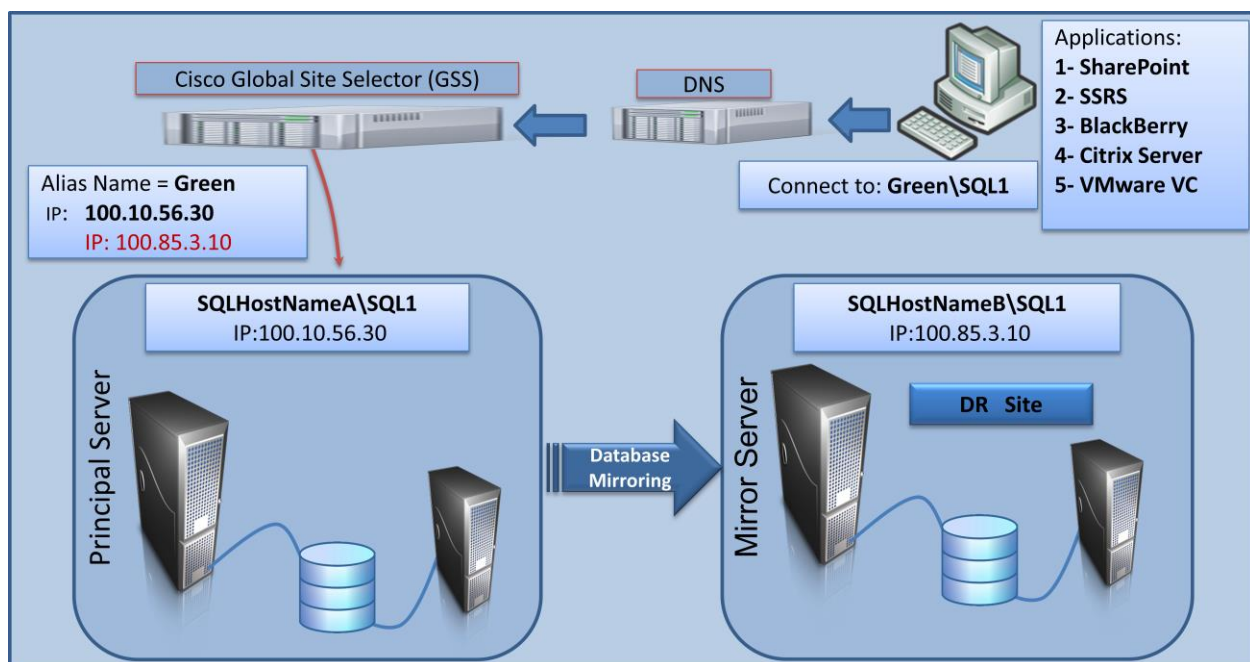 Cisco Global Site Selector (GSS)
DNS
Applications:
1- SharePoint
2- SSRS
3- BlackBerry
4- Citrix Server
5- VMware VC
Connect to: Green\SQL1
Alias Name = Green
IP: 100.10.56.30
IP: 100.85.3.10
SQLHostNameA\SQL1
IP:100.10.56.30
Principal Server
Database
Mirroring
SQLHostNameB\SQL1
IP:100.85.3.10
DR Site
Mirror Server